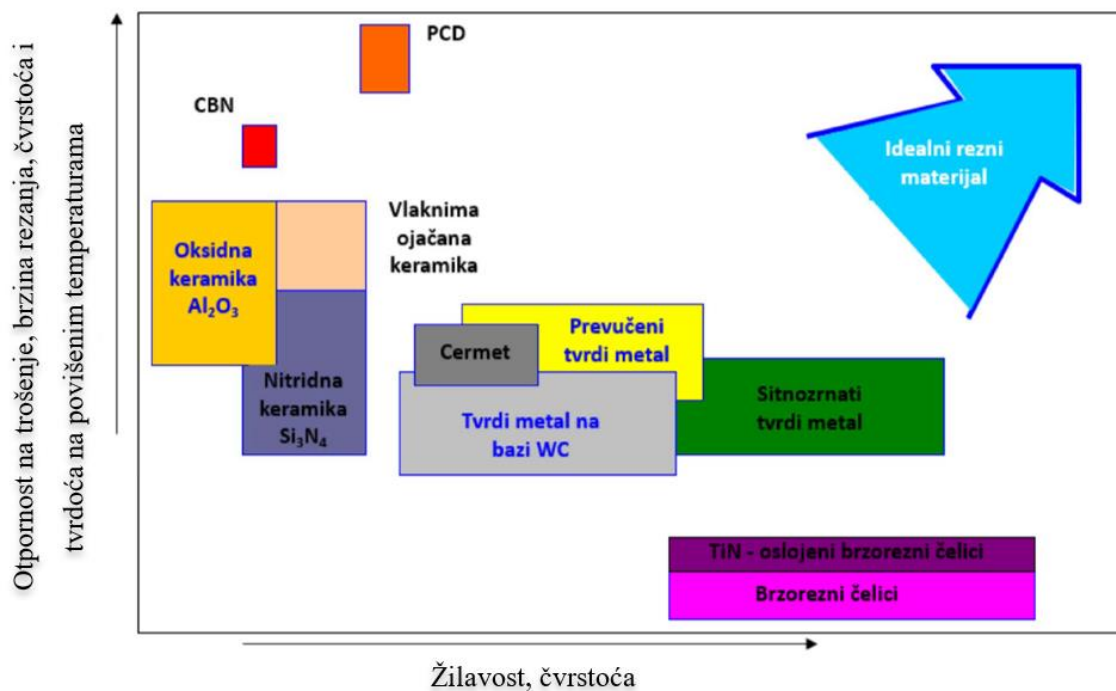 Otpornost na trošenje, brzina rezanja, čvrstoća i
tvrdoća na povišenim temperaturama
PCD
CBN
Idealni rezni
materijal
Oksidna
keramika
Al₂O₃
Vlaknima
ojačana
keramika
Nitridna
keramika
Si₃N₄
Cermet
Prevučeni
tvrdi metal
Tvrdi metal na
bazi WC
Sitnozrnati
tvrdi metal
TiN - oslojeni brzorezni čelici
Brzorezni čelici
Žilavost, čvrstoća